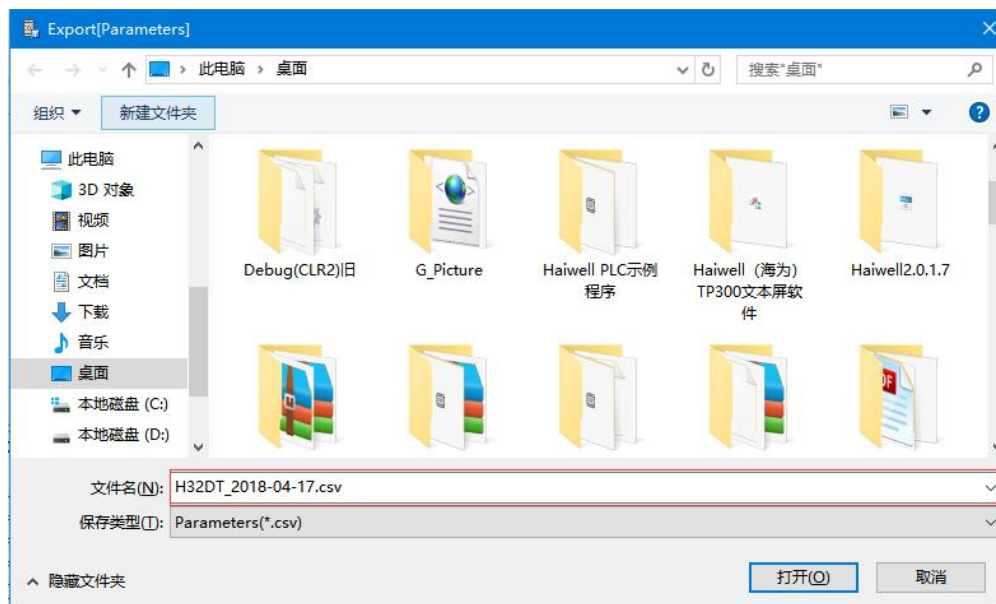 Export[Parameters]
此电脑 › 桌面
搜索"桌面"
组织
新建文件夹
此电脑
3D 对象
视频
图片
文档
下载
音乐
桌面
本地磁盘 (C:)
本地磁盘 (D:)
Debug(CLR2)旧
G_Picture
Haiwell PLC示例
程序
Haiwell（海为）
TP300文本屏软
件
Haiwell2.0.1.7
文件名(N): H32DT_2018-04-17.csv
保存类型(T): Parameters(*.csv)
隐藏文件夹
打开(O)
取消